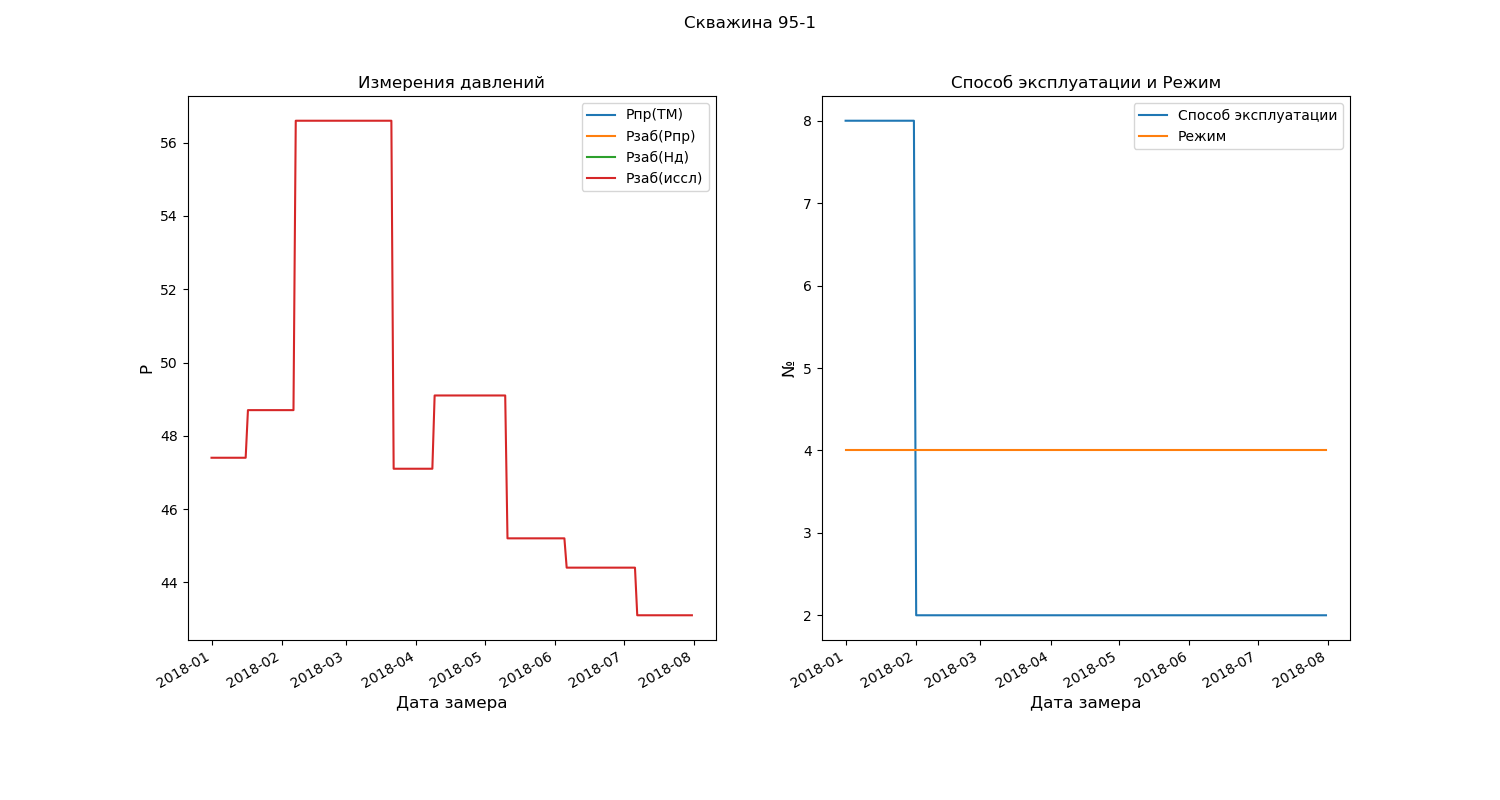 Скважина 95-1
Измерения давлений
Рпр(ТМ)
Рзаб(Рпр)
Рзаб(Нд)
Рзаб(иссл)
56
54
52
50
48
46
44
Р
2018-01
2018-02
2018-03
2018-04
2018-05
2018-06
2018-07
2018-08
Дата замера
Способ эксплуатации и Режим
Способ эксплуатации
Режим
8
7
6
5
4
3
2
№
2018-01
2018-02
2018-03
2018-04
2018-05
2018-06
2018-07
2018-08
Дата замера